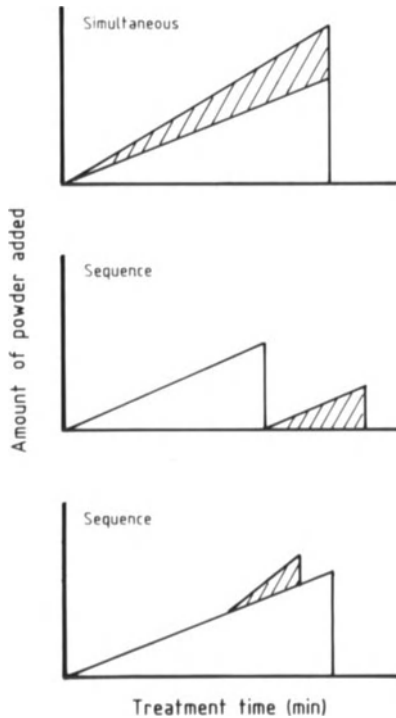 Simultaneous
Sequence
Sequence
Amount of powder added
Treatment time (min)